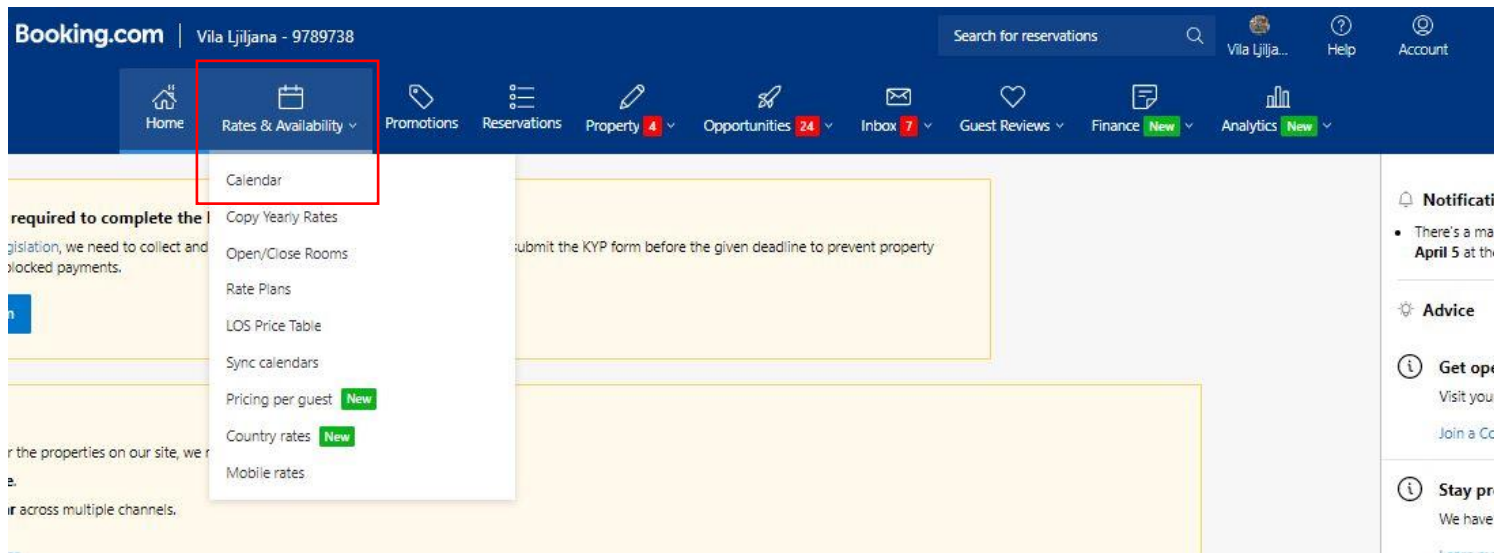 Booking.com | Vila Ljiljana - 9789738
Search for reservations
Vila Ljilja...
Help
Account
Home
Rates & Availability
Promotions
Reservations
Property 4
Opportunities 24
Inbox 7
Guest Reviews
Finance New
Analytics New
Calendar
Copy Yearly Rates
Open/Close Rooms
Rate Plans
LOS Price Table
Sync calendars
Pricing per guest New
Country rates New
Mobile rates
required to complete the
gislation, we need to collect and
submit the KYP form before the given deadline to prevent property
blocked payments.
r the properties on our site, we r
e.
ar across multiple channels.
Notificati
There's a ma
April 5 at th
Advice
Get ope
Visit you
Join a Co
Stay pr
We have